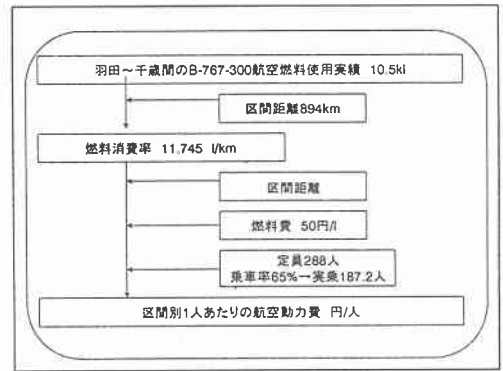 羽田～千歳間のB-767-300航空燃料使用実績 10.5kl
区間距離894km
燃料消費率 11.745 l/km
区間距離
燃料費 50円/l
定員288人
乗車率65%→実乗187.2人
区間別1人あたりの航空動力費 円/人